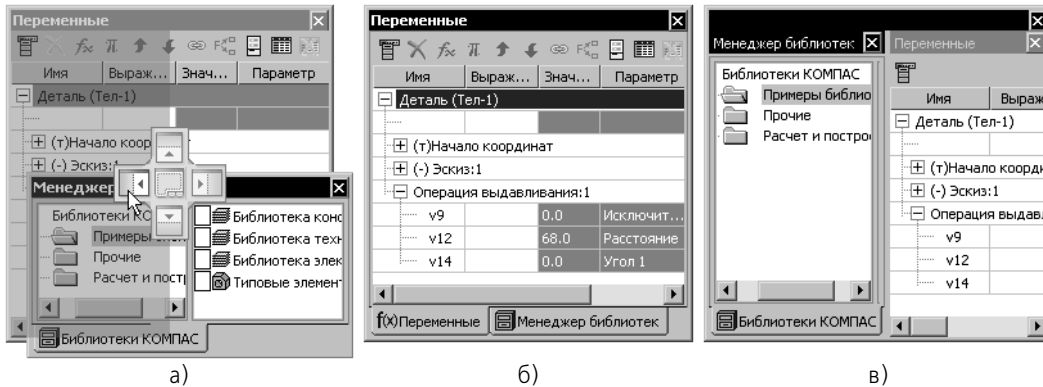 Переменные
Имя Выраж... Знач... Параметр
Деталь (Тел-1)
(т)Начало коор
(-) Эскиз:1
Менеджер
Библиотеки КО
Примеры
Прочие
Расчет и пост
Библиотека конс
Библиотека техн
Библиотека элек
Типовые элемент
Библиотеки КОМПАС
а)
Переменные
Имя Выраж... Знач... Параметр
Деталь (Тел-1)
(т)Начало координат
(-) Эскиз:1
Операция выдавливания:1
v9 0.0 Исключит...
v12 68.0 Расстояние
v14 0.0 Угол 1
f(x)Переменные Менеджер библиотек
б)
Менеджер библиотек
Библиотеки КОМПАС
Примеры библио
Прочие
Расчет и постро
Библиотеки КОМПАС
Переменные
Имя Выраж
Деталь (Тел-1)
(т)Начало коорди
(-) Эскиз:1
Операция выдавл
v9
v12
v14
в)